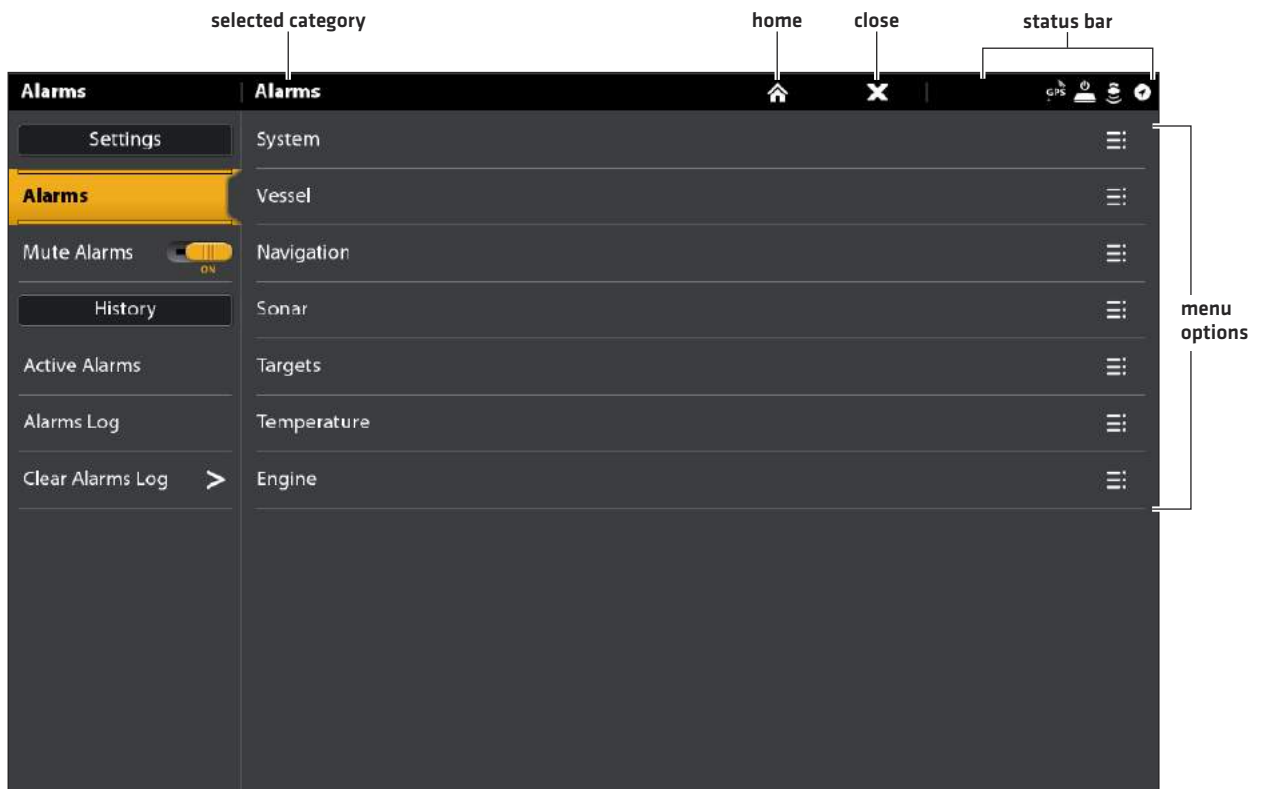 selected category home close status bar
Alarms Alarms GPS
Settings System
Alarms Vessel
Mute Alarms ON Navigation
History Sonar
menu
options
Active Alarms Targets
Alarms Log Temperature
Clear Alarms Log > Engine